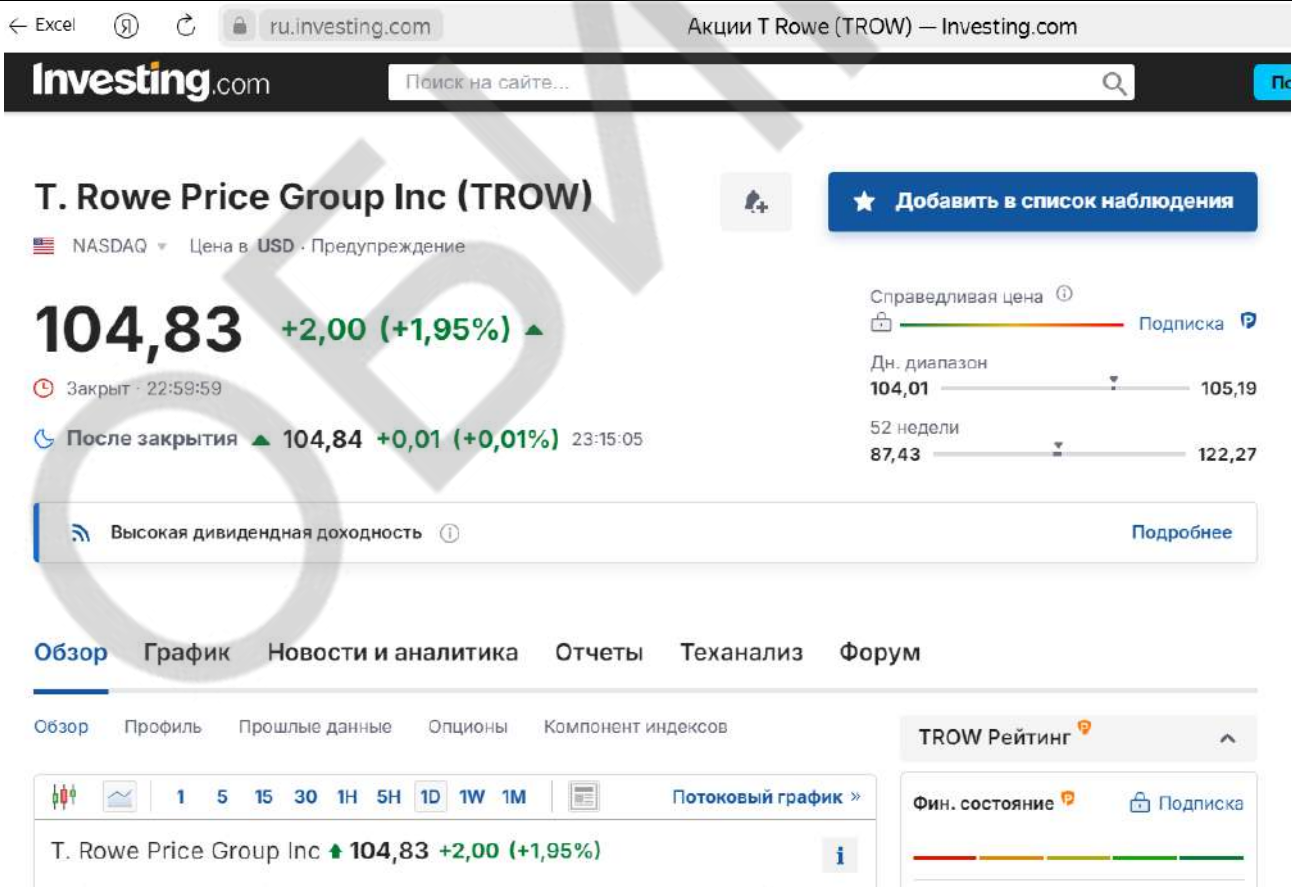 ← Excel Я ru.investing.com Акции T Rowe (TROW) — Investing.com
Investing.com Поиск на сайте...
T. Rowe Price Group Inc (TROW) Добавить в список наблюдения
NASDAQ Цена в USD · Предупреждение
Справедливая цена
104,83 +2,00 (+1,95%) Подписка
Дн. диапазон
Закрыт · 22:59:59 104,01 105,19
52 недели
После закрытия 104,84 +0,01 (+0,01%) 23:15:05 87,43 122,27
Высокая дивидендная доходность Подробнее
Обзор График Новости и аналитика Отчеты Теханализ Форум
Обзор Профиль Прошлые данные Опционы Компонент индексов
TROW Рейтинг
1 5 15 30 1H 5H 1D 1W 1M Потоковый график »
Фин. состояние Подписка
T. Rowe Price Group Inc 104,83 +2,00 (+1,95%)